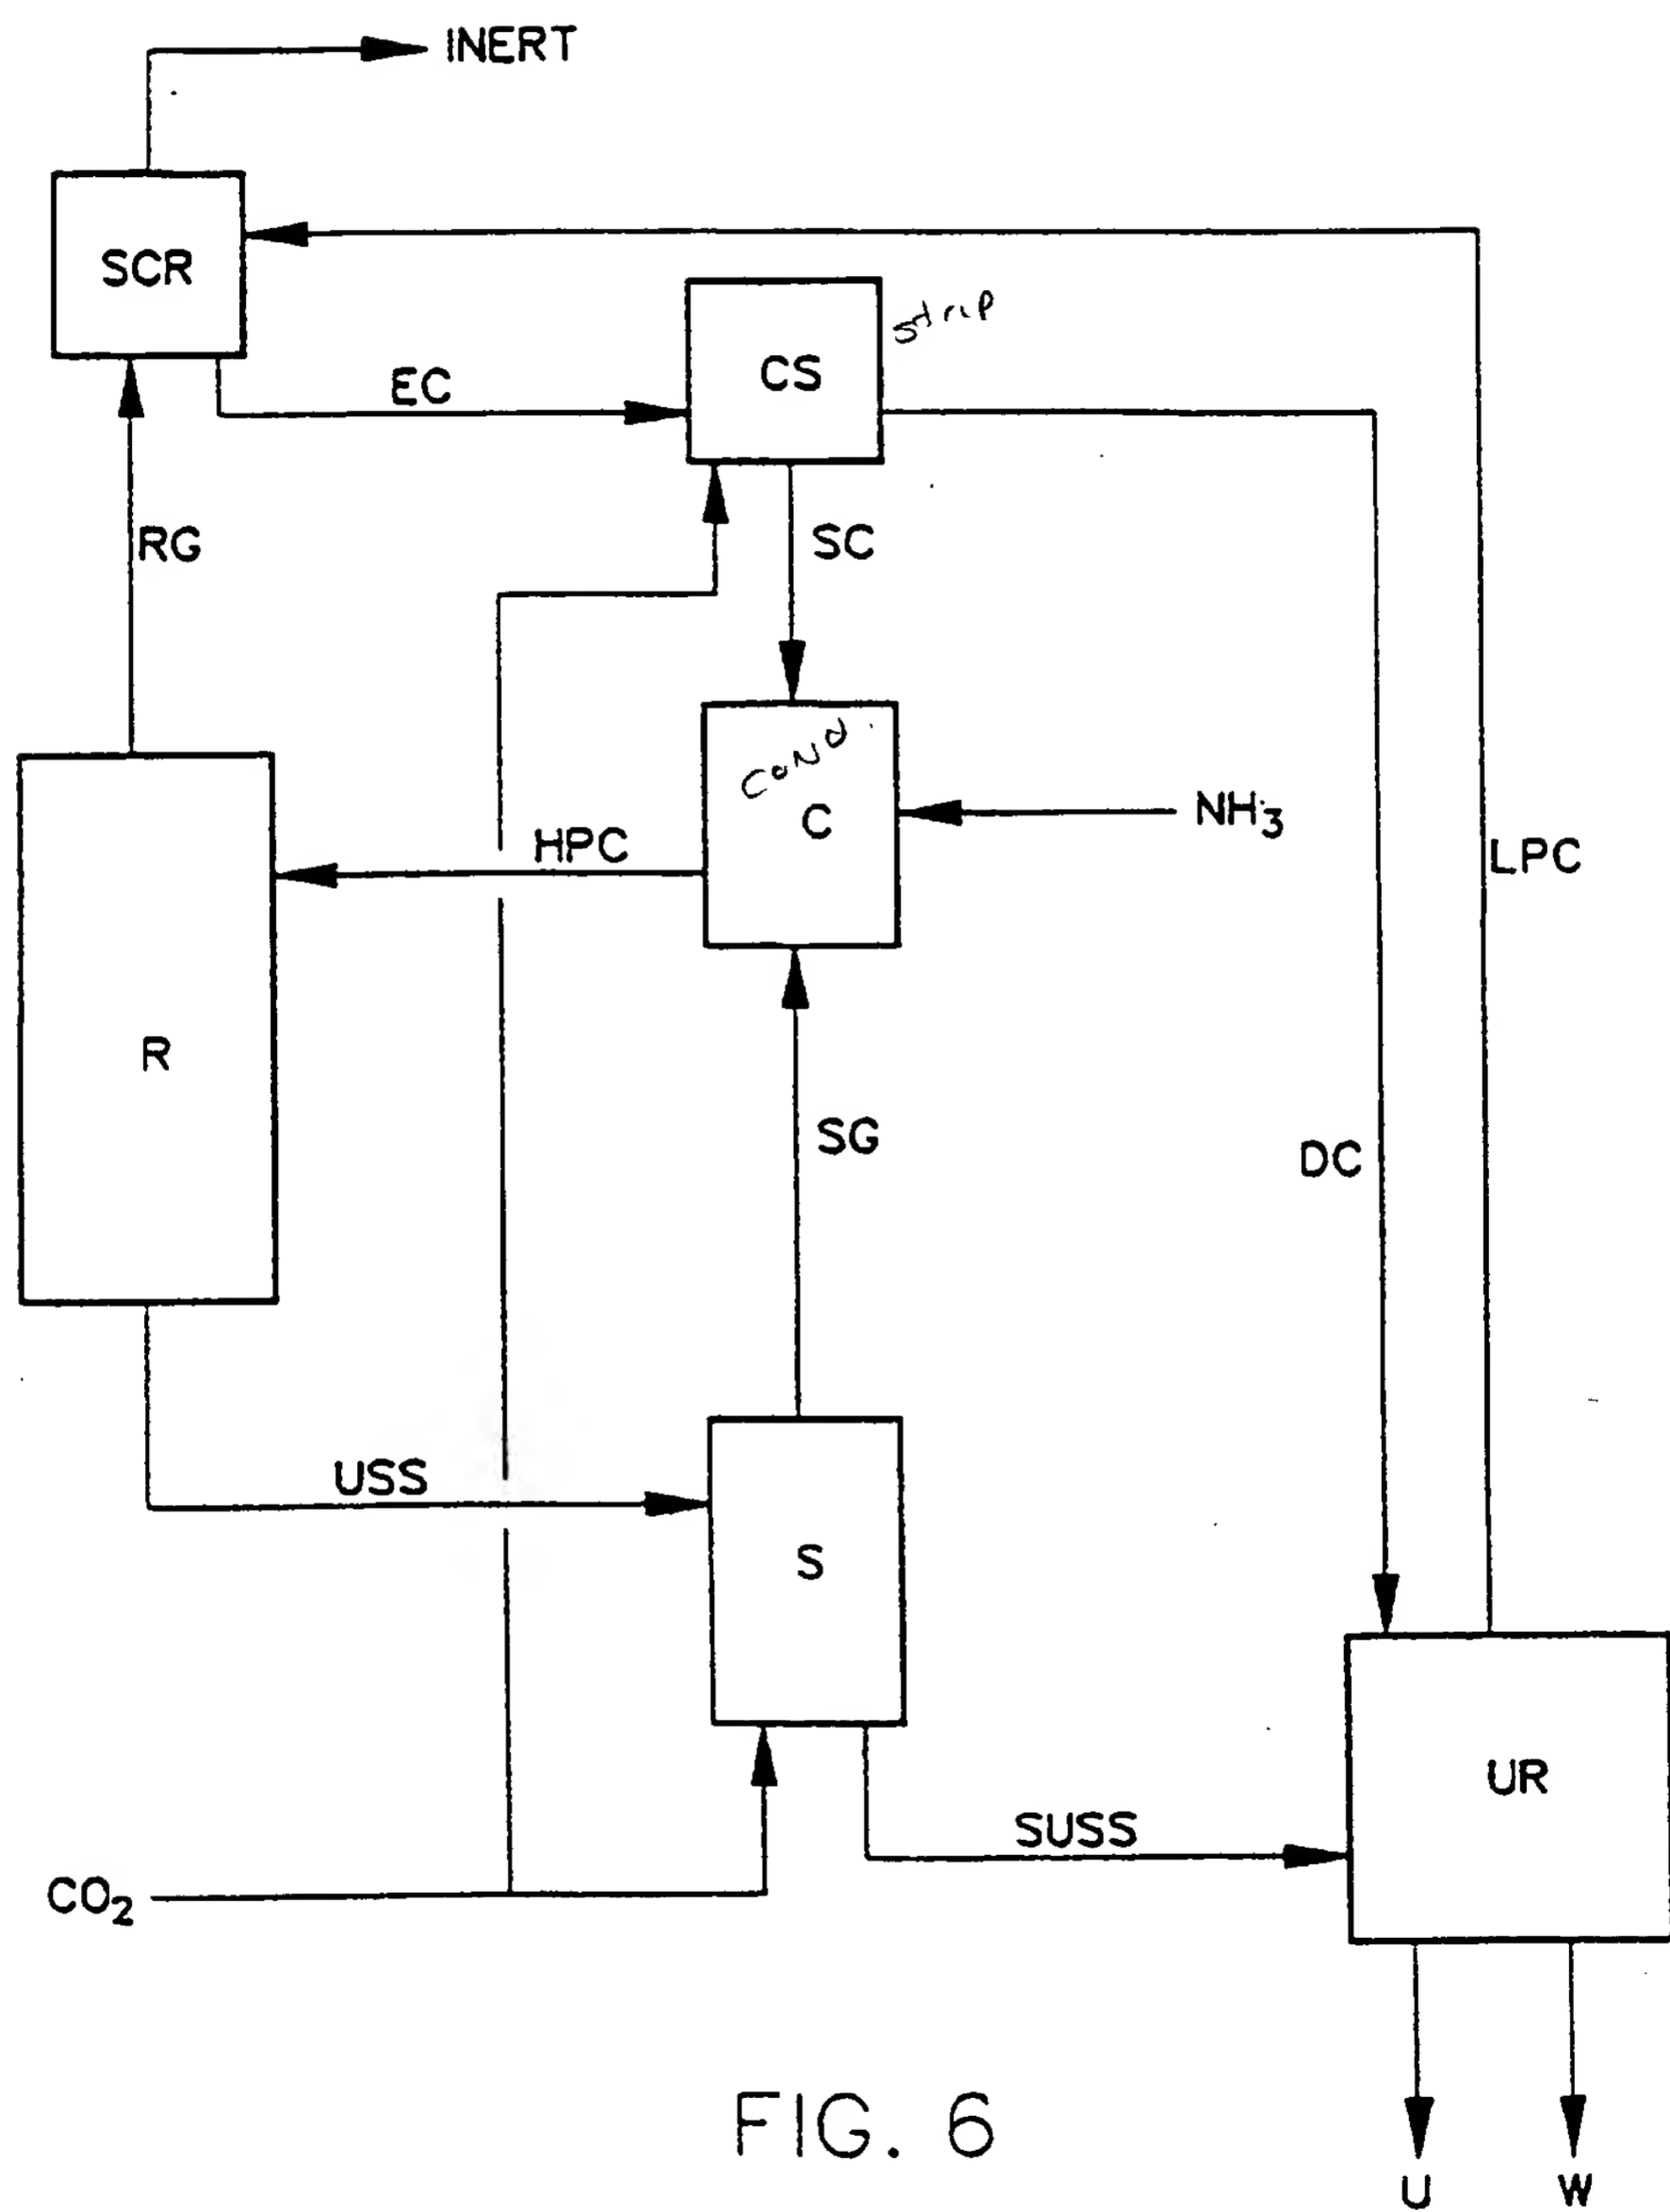 INERT
SCR
strip
CS
EC
RG
SC
Cond.
C
NH3
HPC
LPC
R
SG
DC
USS
S
UR
SUSS
CO2
FIG. 6
U
W